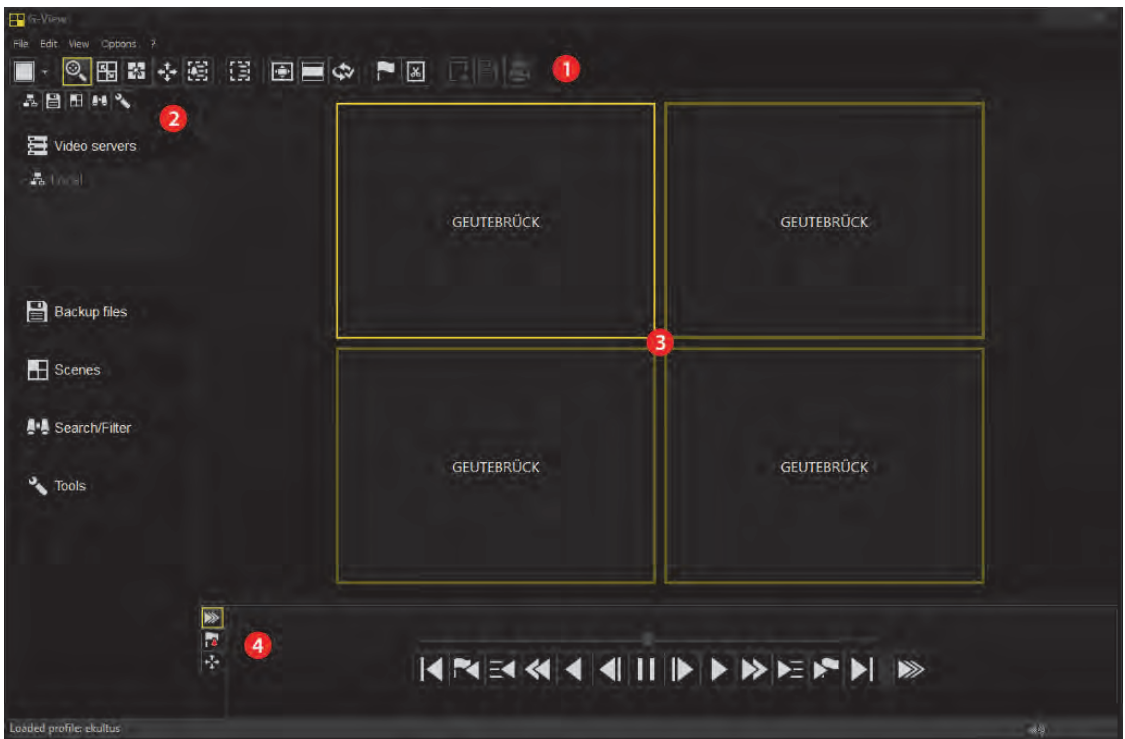 G-View
File Edit View Options ?
1
2
Video servers
Local
GEUTEBRÜCK GEUTEBRÜCK
Backup files
3
Scenes
Search/Filter
GEUTEBRÜCK GEUTEBRÜCK
Tools
4
Loaded profile: ekultus